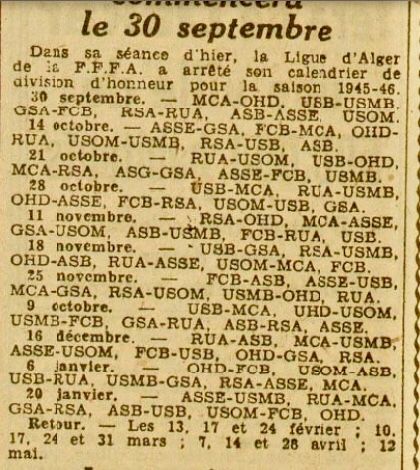 commencera
le 30 septembre
Dans sa séance d'hier, la Ligue d'Alger
de la F.F.F.A. a arrêté son calendrier de
division d'honneur pour la saison 1945-46.
30 septembre. — MCA-OHD, USB-USMB,
GSA-FCB, RSA-RUA, ASB-ASSE, USOM.
14 octobre. — ASSE-GSA, FCB-MCA, OHD-
RUA, USOM-USMB, RSA-USB, ASB.
21 octobre. — RUA-USOM, USB-OHD,
MCA-RSA, ASG-GSA, ASSE-FCB, USMB.
28 octobre. — USB-MCA, RUA-USMB,
OHD-ASSE, FCB-RSA, USOM-USB, GSA.
11 novembre. — RSA-OHD, MCA-ASSE,
GSA-USOM, ASB-USMB, FCB-RUA, USB.
18 novembre. — USB-GSA, RSA-USMB,
OHD-ASB, RUA-ASSE, USOM-MCA, FCB.
25 novembre. — FCB-ASB, ASSE-USB,
MCA-GSA, RSA-USOM, USMB-OHD, RUA.
9 octobre. — USB-MCA, UHD-USOM,
USMB-FCB, GSA-RUA, ASB-RSA, ASSE.
16 décembre. — RUA-ASB, MCA-USMB,
ASSE-USOM, FCB-USB, OHD-GSA, RSA.
6 janvier. — OHD-FCB, USOM-ASB,
USB-RUA, USMB-GSA, RSA-ASSE, MCA.
20 janvier. — ASSE-USMB, RUA-MCA,
GSA-RSA, ASB-USB, USOM-FCB, OHD.
Retour. — Les 13, 17 et 24 février ; 10,
17, 24 et 31 mars ; 7, 14 et 28 avril ; 12
mai.